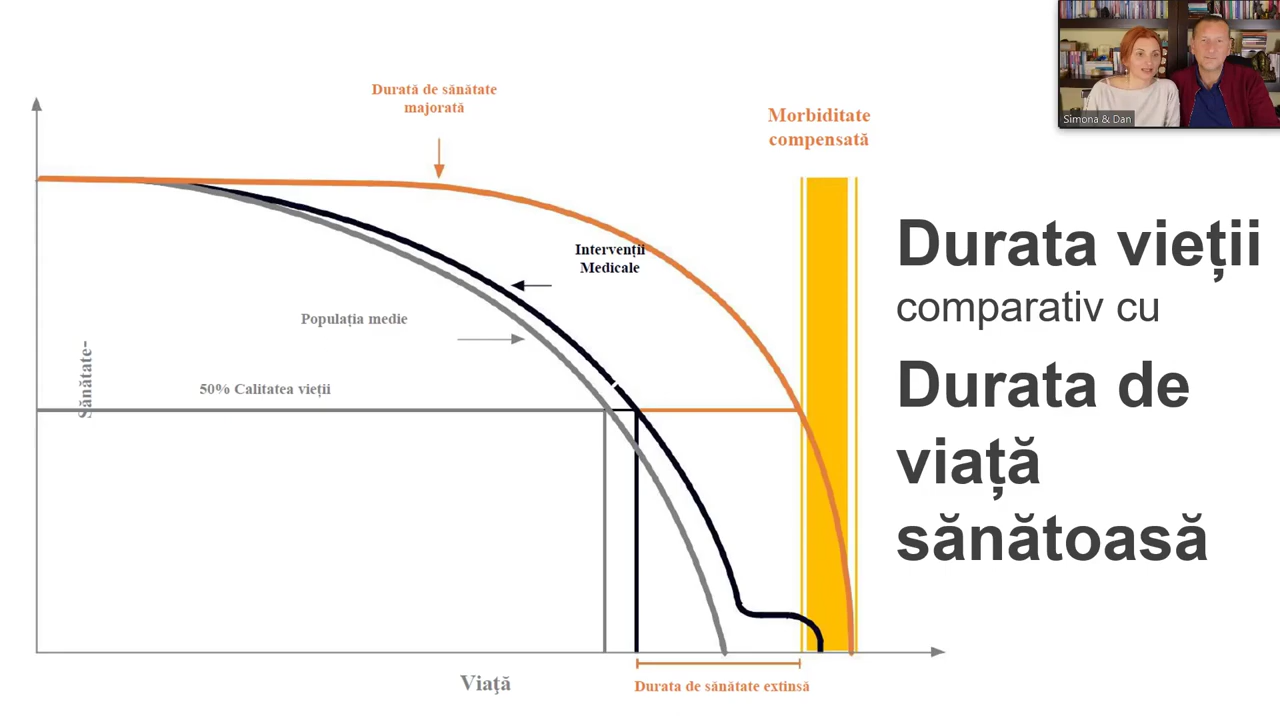 Simona & Dan
Durată de sănătate
majorată
Morbiditate
compensată
Intervenții
Medicale
Populația medie
50% Calitatea vieții
Sănătate-
Viaţă
Durata de sănătate extinsă
Durata vieții
comparativ cu
Durata de
viață
sănătoasă